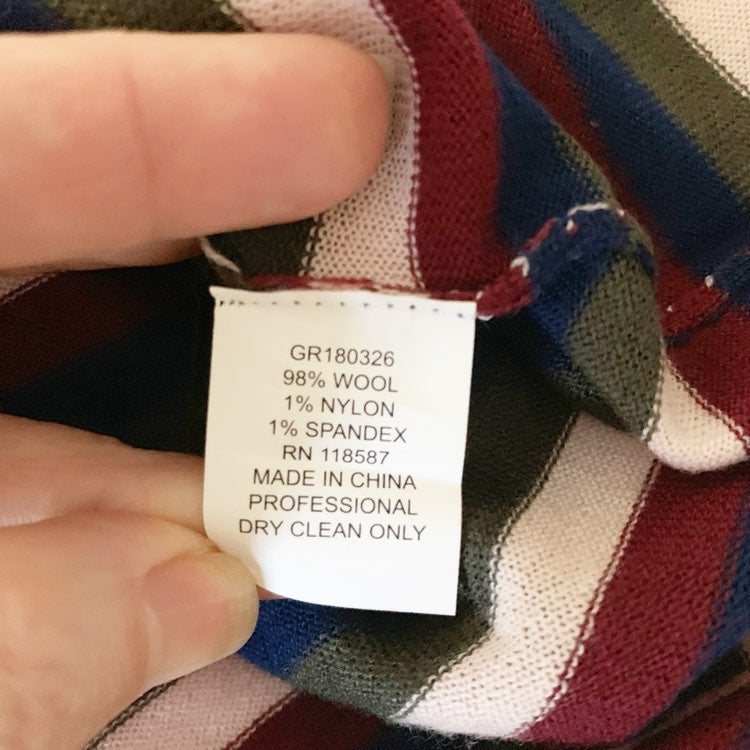 GR180326
98% WOOL
1% NYLON
1% SPANDEX
RN 118587
MADE IN CHINA
PROFESSIONAL
DRY CLEAN ONLY